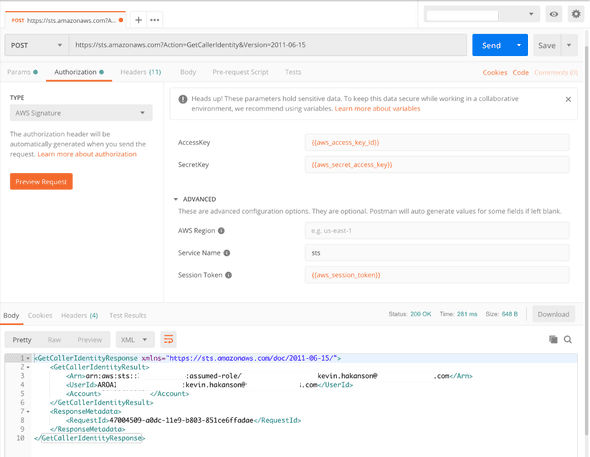 POST https://sts.amazonaws.com?A...
POST https://sts.amazonaws.com?Action=GetCallerIdentity&Version=2011-06-15 Send Save
Params Authorization Headers (11) Body Pre-request Script Tests Cookies Code Comments (0)
TYPE
AWS Signature
The authorization header will be
automatically generated when you send the
request. Learn more about authorization
Preview Request
Heads up! These parameters hold sensitive data. To keep this data secure while working in a collaborative
environment, we recommend using variables. Learn more about variables
AccessKey {{aws_access_key_id}}
SecretKey {{aws_secret_access_key}}
ADVANCED
These are advanced configuration options. They are optional. Postman will auto generate values for some fields if left blank.
AWS Region e.g. us-east-1
Service Name sts
Session Token {{aws_session_token}}
Body Cookies Headers (4) Test Results Status: 200 OK Time: 281 ms Size: 648 B Download
Pretty Raw Preview XML
1 <GetCallerIdentityResponse xmlns="https://sts.amazonaws.com/doc/2011-06-15/">
2 <GetCallerIdentityResult>
3 <Arn>arn:aws:sts:: :assumed-role/ kevin.hakanson@ .com</Arn>
4 <UserId>AROAI :kevin.hakanson@ .com</UserId>
5 <Account> </Account>
6 </GetCallerIdentityResult>
7 <ResponseMetadata>
8 <RequestId>47004509-a0dc-11e9-b803-851ce6ffadae</RequestId>
9 </ResponseMetadata>
10 </GetCallerIdentityResponse>